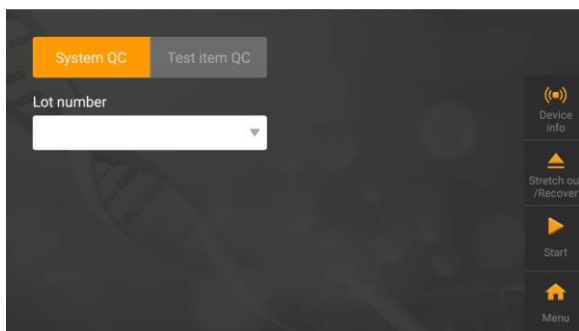 System QC
Test item QC
Lot number
Device
info
Stretch ou
/Recover
Start
Menu